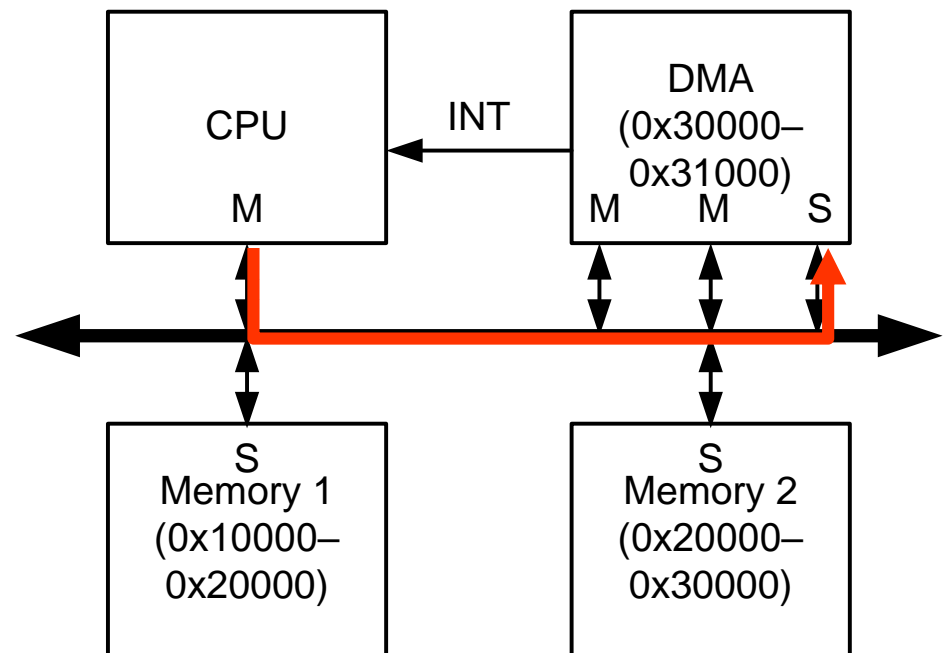 CPU
M
INT
DMA
(0x30000–
0x31000)
M M S
S
Memory 1
(0x10000–
0x20000)
S
Memory 2
(0x20000–
0x30000)